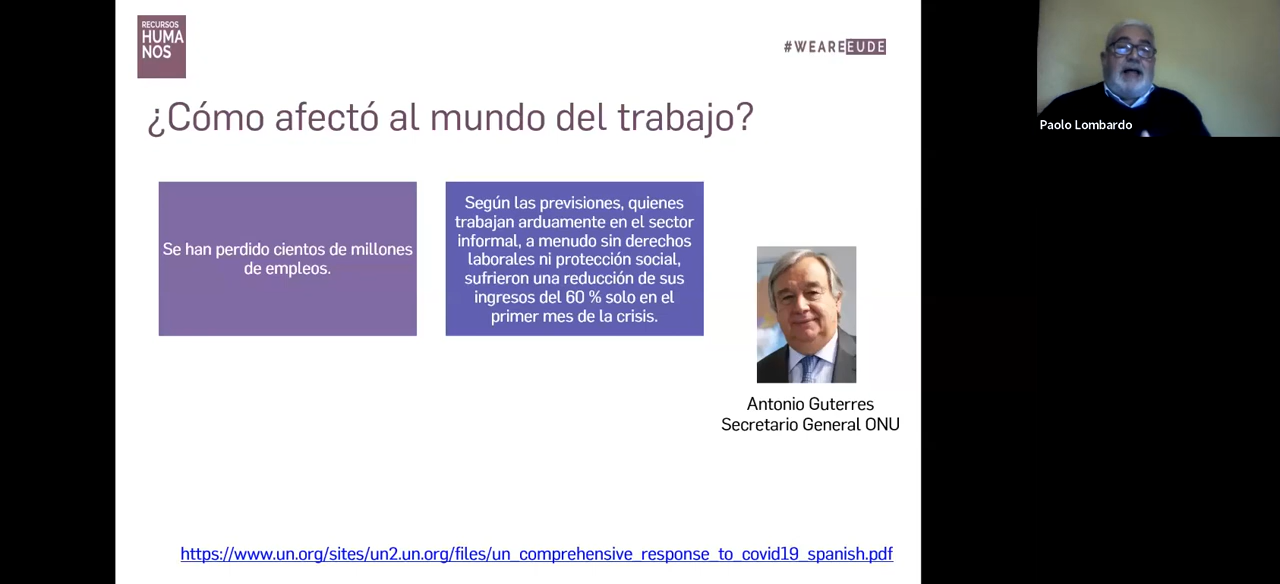 RECURSOS
HUMA
NOS
#WEAREEUDE
¿Cómo afectó al mundo del trabajo?
Se han perdido cientos de millones
de empleos.
Según las previsiones, quienes
trabajan arduamente en el sector
informal, a menudo sin derechos
laborales ni protección social,
sufrieron una reducción de sus
ingresos del 60 % solo en el
primer mes de la crisis.
Antonio Guterres
Secretario General ONU
https://www.un.org/sites/un2.un.org/files/un_comprehensive_response_to_covid19_spanish.pdf
Paolo Lombardo